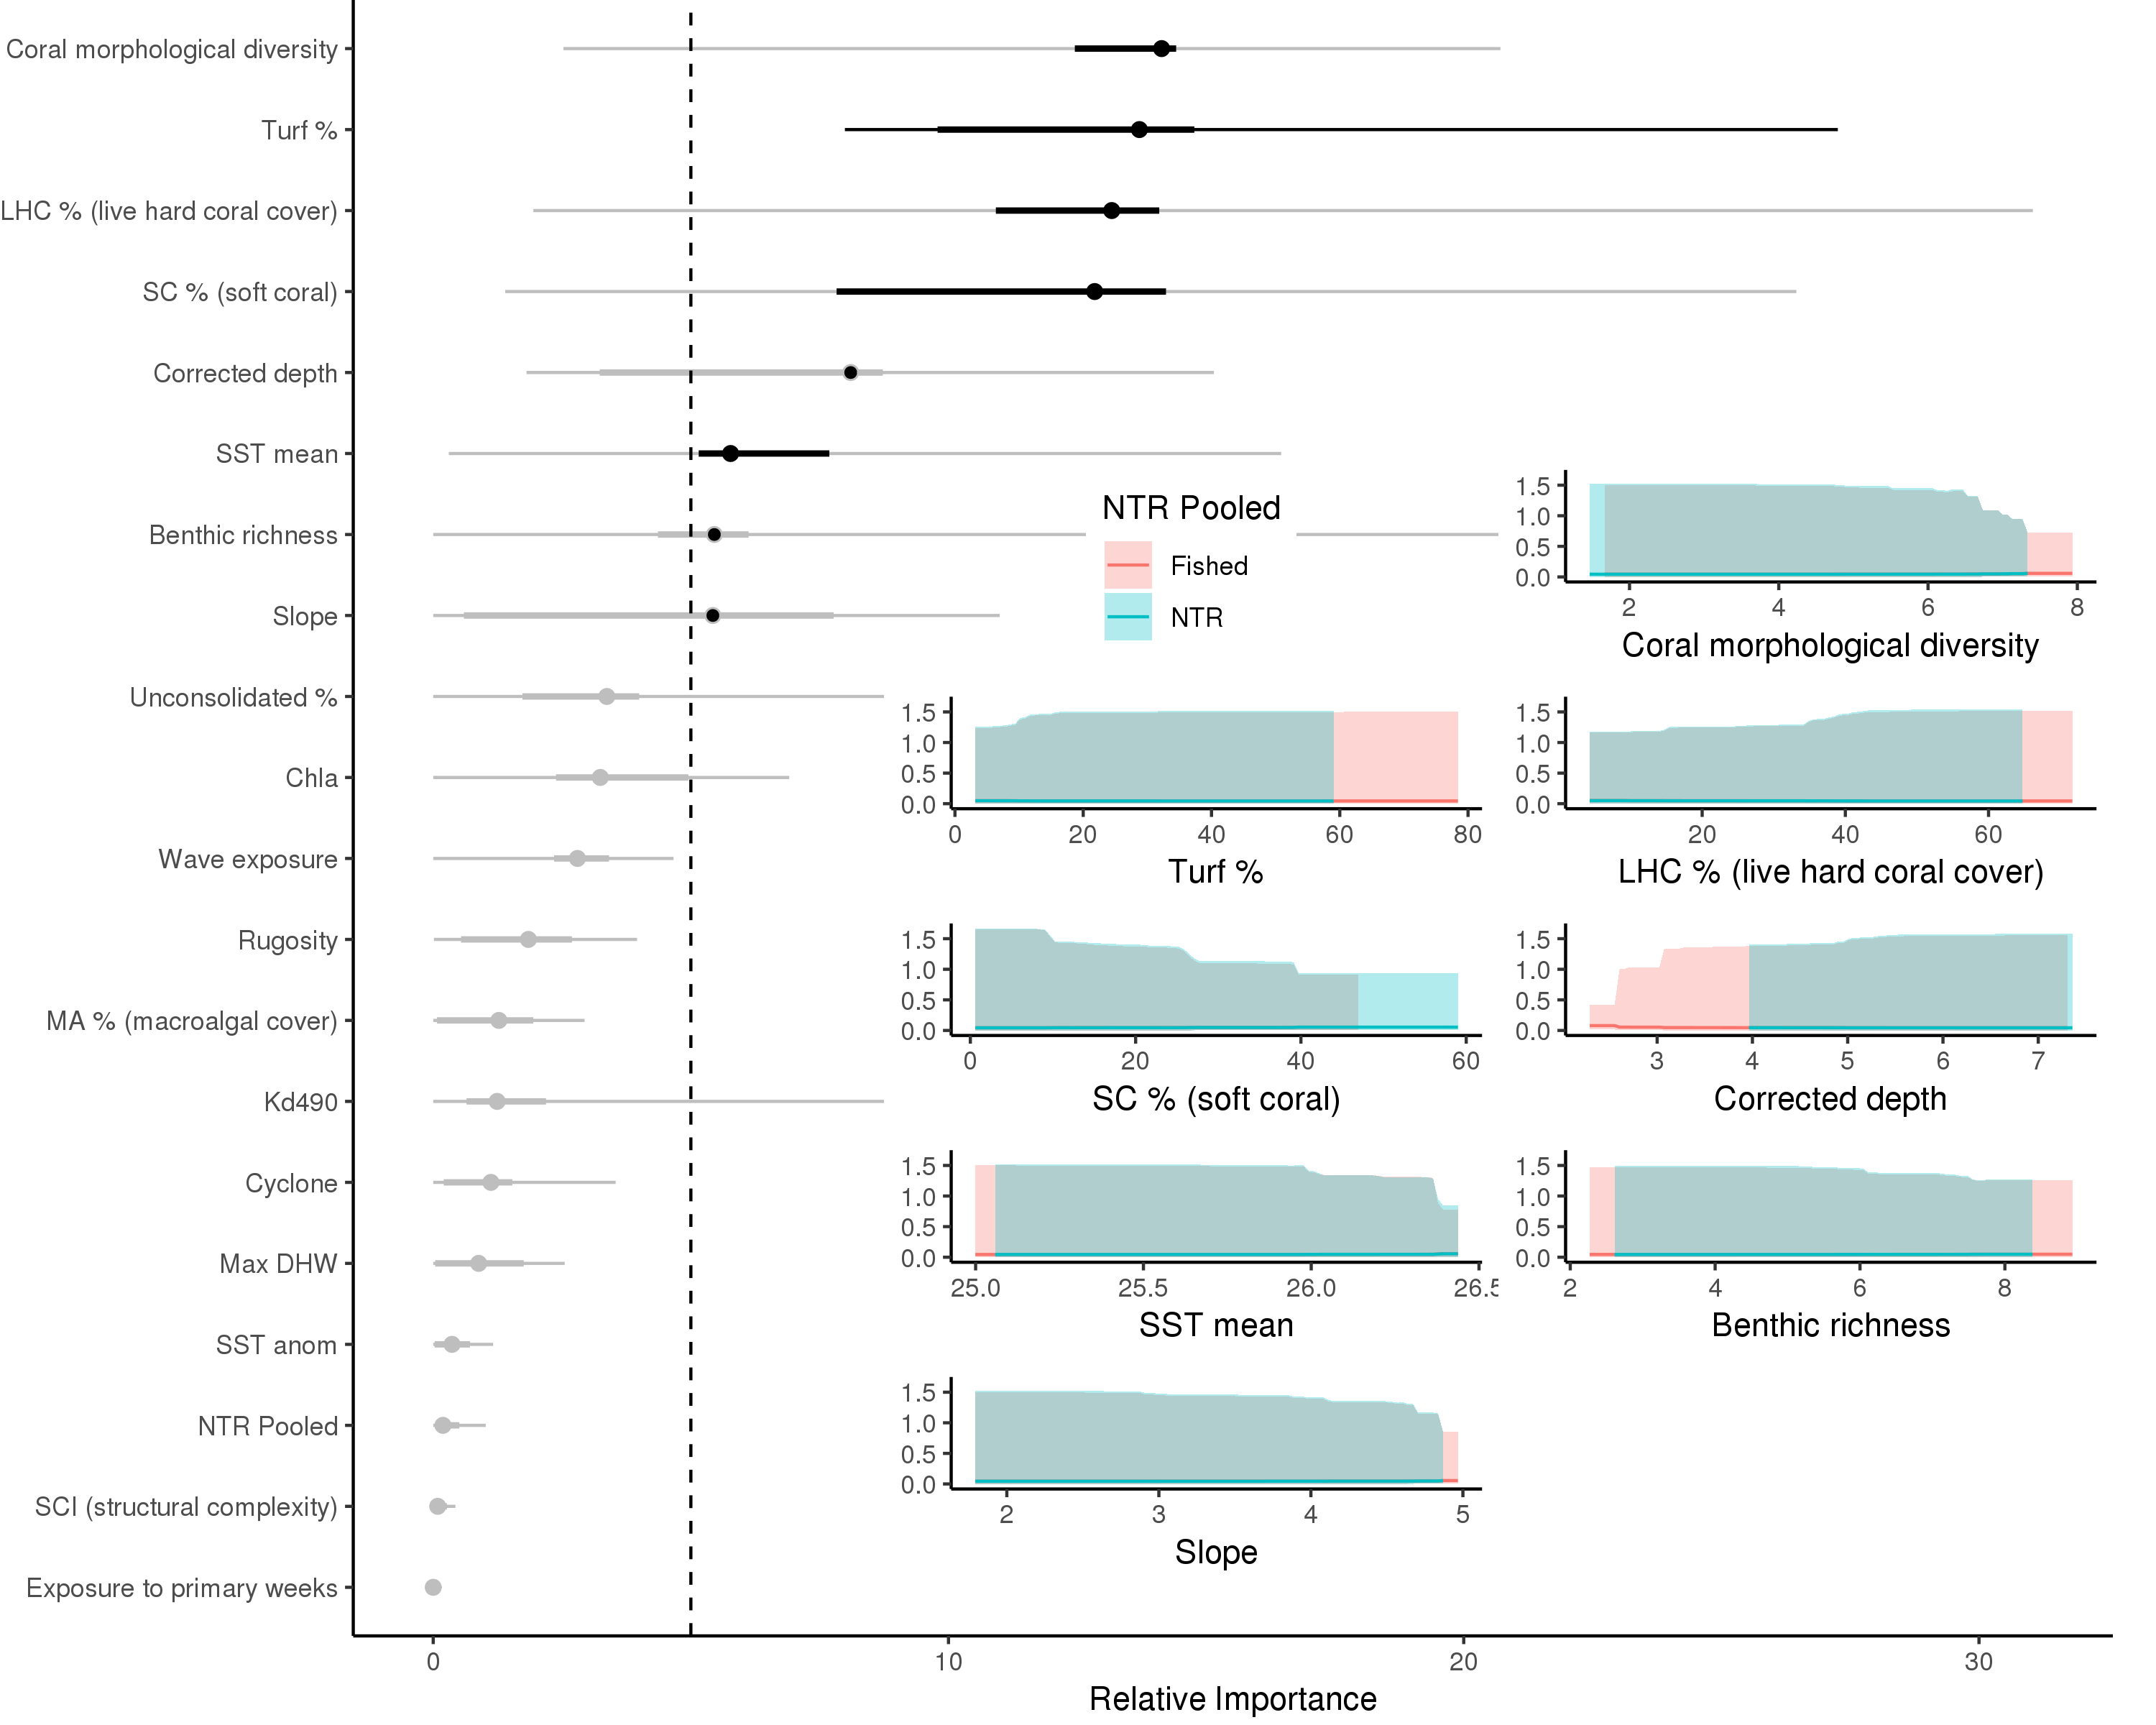 Coral morphological diversity
Turf %
LHC % (live hard coral cover)
SC % (soft coral)
Corrected depth
SST mean
Benthic richness
Slope
Unconsolidated %
Chla
Wave exposure
Rugosity
MA % (macroalgal cover)
Kd490
Cyclone
Max DHW
SST anom
NTR Pooled
SCI (structural complexity)
Exposure to primary weeks
0 10 20 30
Relative Importance
NTR Pooled
Fished
NTR
1.5
1.0
0.5
0.0
2 4 6 8
Coral morphological diversity
1.5
1.0
0.5
0.0
0 20 40 60 80
Turf %
1.5
1.0
0.5
0.0
20 40 60
LHC % (live hard coral cover)
1.5
1.0
0.5
0.0
0 20 40 60
SC % (soft coral)
1.5
1.0
0.5
0.0
3 4 5 6 7
Corrected depth
1.5
1.0
0.5
0.0
25.0 25.5 26.0 26.5
SST mean
1.5
1.0
0.5
0.0
2 4 6 8
Benthic richness
1.5
1.0
0.5
0.0
2 3 4 5
Slope